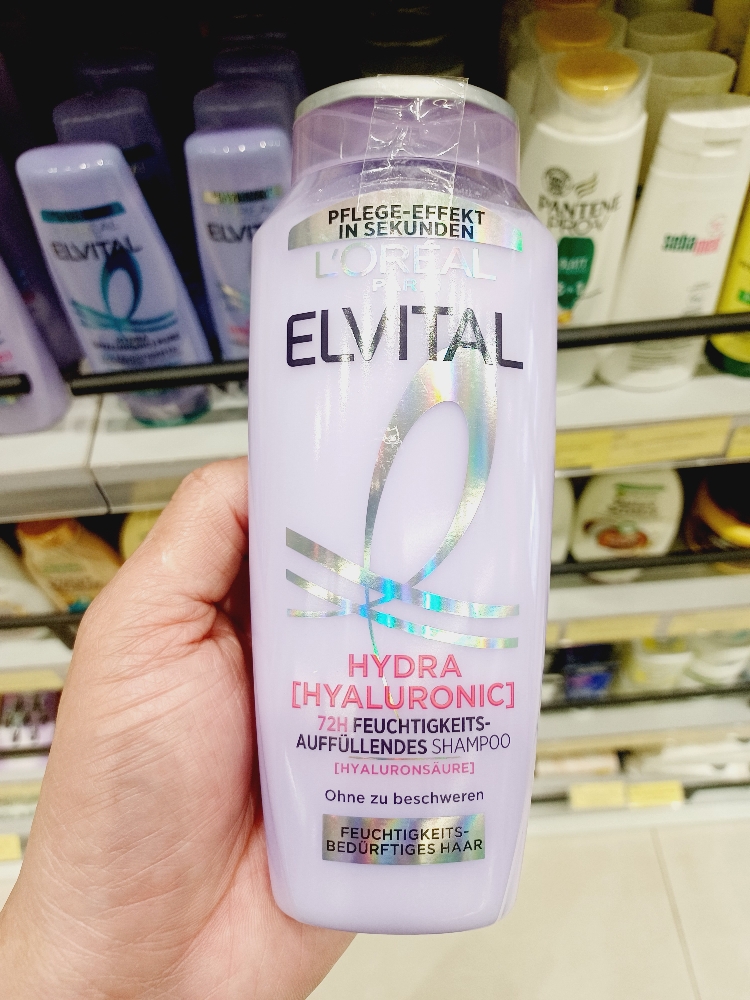 PFLEGE-EFFEKT
IN SEKUNDEN
L'ORÉAL
PARIS
ELVITAL
HYDRA
[HYALURONIC]
72H FEUCHTIGKEITS-
AUFFÜLLENDES SHAMPOO
[HYALURONSÄURE]
Ohne zu beschweren
FEUCHTIGKEITS-
BEDÜRFTIGES HAAR
ELVITAL
PANTENE
PRO-V
sebamed